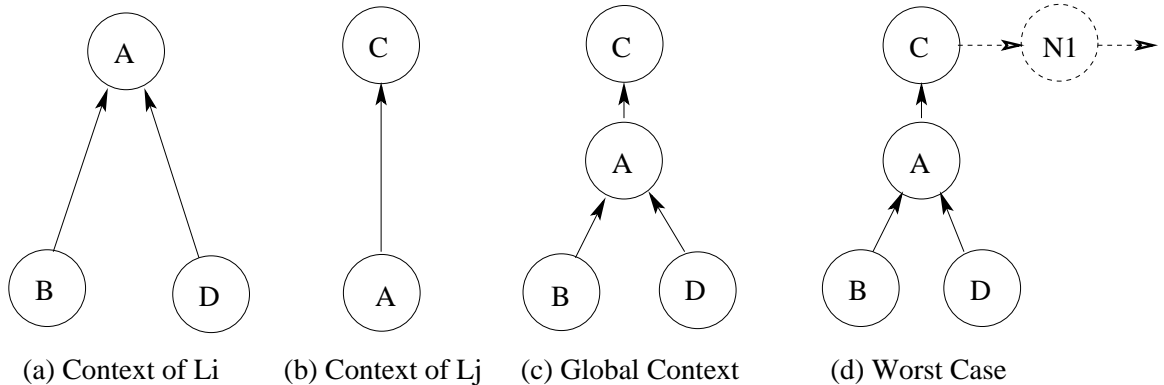 A
B
D
(a) Context of Li
C
A
(b) Context of Lj
C
A
B
D
(c) Global Context
C
N1
A
B
D
(d) Worst Case